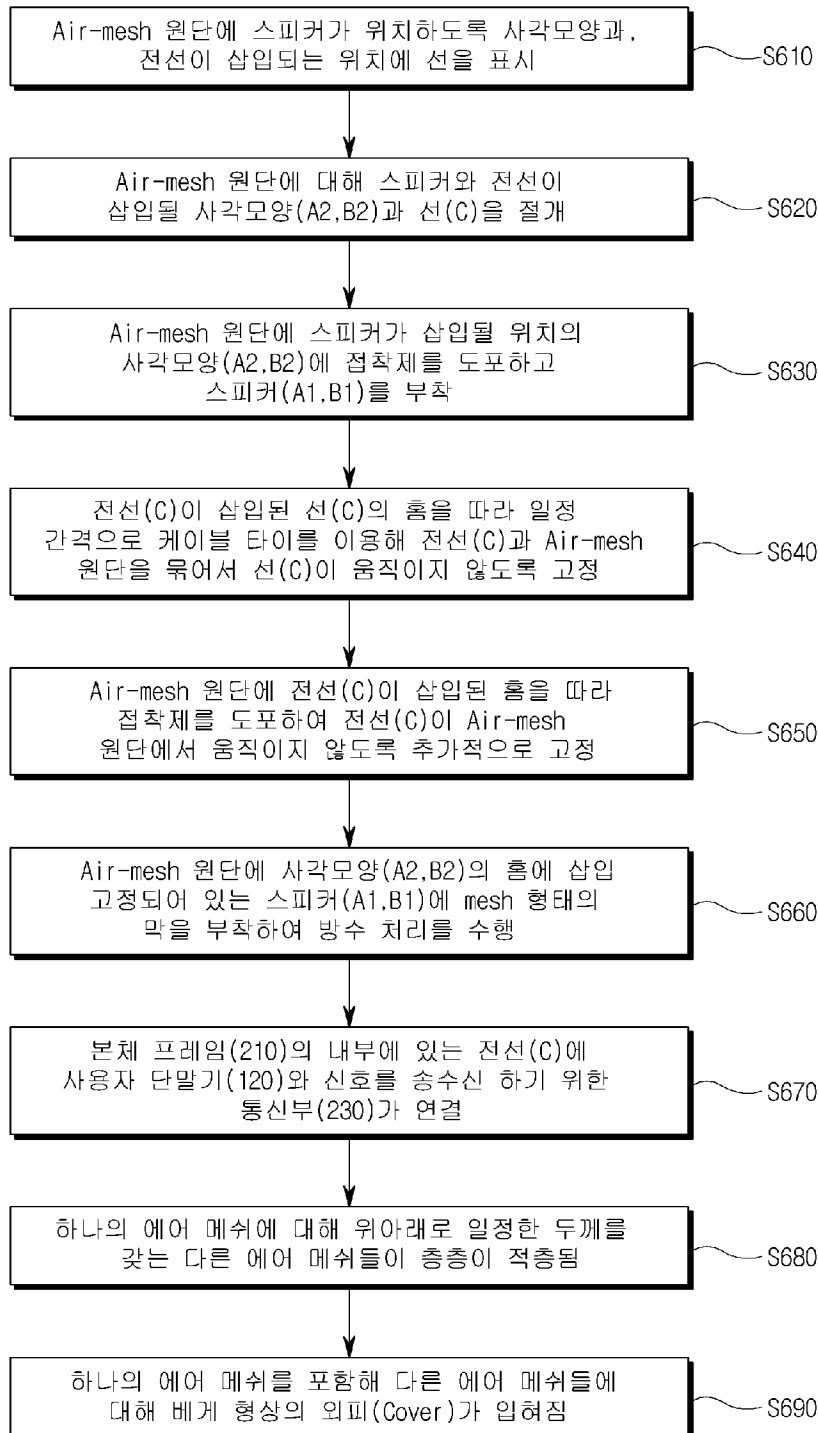 Air-mesh 원단에 스피커가 위치하도록 사각모양과,
전선이 삽입되는 위치에 선을 표시
S610
Air-mesh 원단에 대해 스피커와 전선이
삽입될 사각모양(A2,B2)과 선(C)을 절개
S620
Air-mesh 원단에 스피커가 삽입될 위치의
사각모양(A2,B2)에 접착제를 도포하고
스피커(A1,B1)를 부착
S630
전선(C)이 삽입된 선(C)의 홈을 따라 일정
간격으로 케이블 타이를 이용해 전선(C)과 Air-mesh
원단을 묶어서 선(C)이 움직이지 않도록 고정
S640
Air-mesh 원단에 전선(C)이 삽입된 홈을 따라
접착제를 도포하여 전선(C)이 Air-mesh
원단에서 움직이지 않도록 추가적으로 고정
S650
Air-mesh 원단에 사각모양(A2,B2)의 홈에 삽입
고정되어 있는 스피커(A1,B1)에 mesh 형태의
막을 부착하여 방수 처리를 수행
S660
본체 프레임(210)의 내부에 있는 전선(C)에
사용자 단말기(120)와 신호를 송수신 하기 위한
통신부(230)가 연결
S670
하나의 에어 메쉬에 대해 위아래로 일정한 두께를
갖는 다른 에어 메쉬들이 층층이 적층됨
S680
하나의 에어 메쉬를 포함해 다른 에어 메쉬들에
대해 베게 형상의 외피(Cover)가 입혀짐
S690